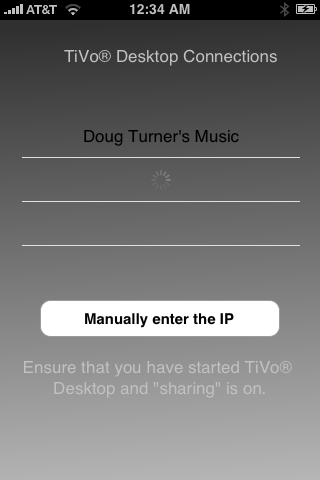 AT&T 12:34 AM
TiVo® Desktop Connections
Doug Turner's Music
Manually enter the IP
Ensure that you have started TiVo®
Desktop and "sharing" is on.